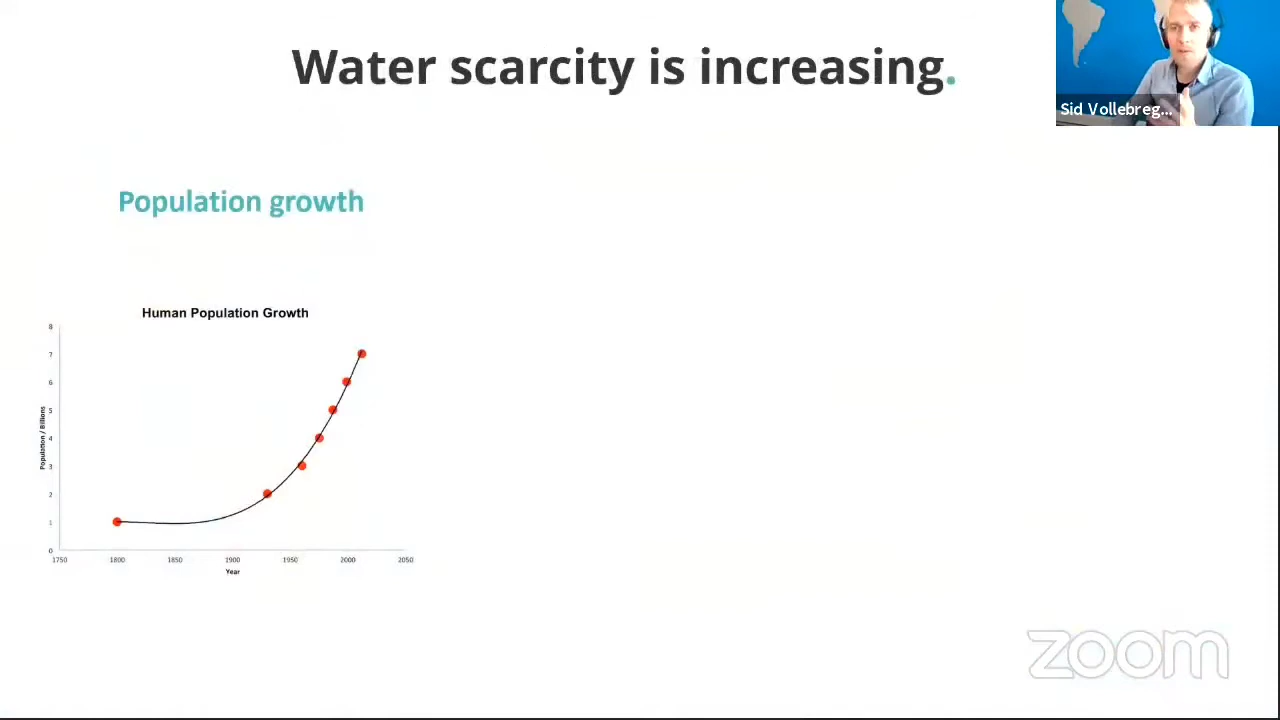 Water scarcity is increasing.
Sid Vollebreg...
Population growth
Human Population Growth
8
7
6
5
4
3
2
1
0
Population / Billions
1750 1800 1850 1900 1950 2000 2050
Year
zoom